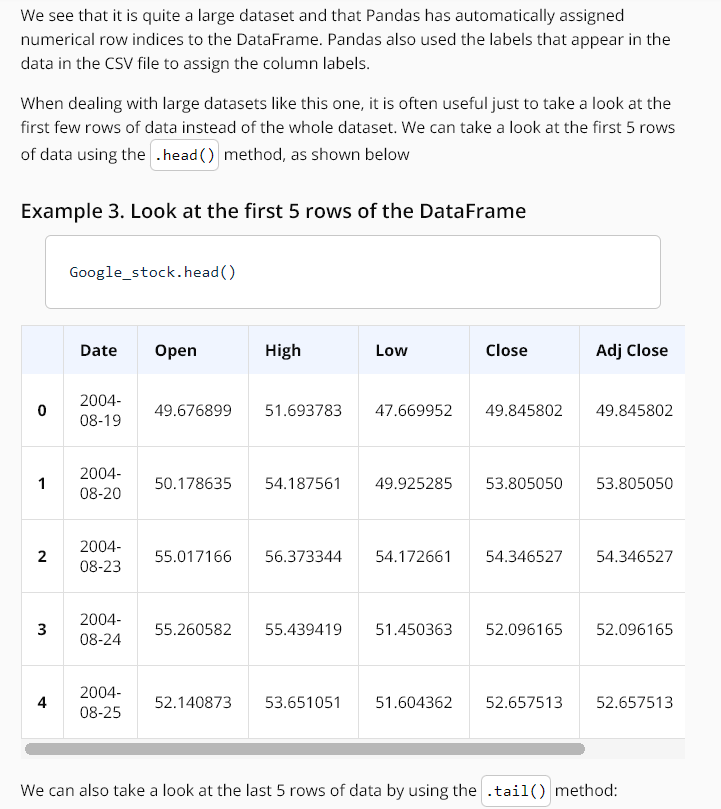 We see that it is quite a large dataset and that Pandas has automatically assigned
numerical row indices to the DataFrame. Pandas also used the labels that appear in the
data in the CSV file to assign the column labels.
When dealing with large datasets like this one, it is often useful just to take a look at the
first few rows of data instead of the whole dataset. We can take a look at the first 5 rows
of data using the .head() method, as shown below
Example 3. Look at the first 5 rows of the DataFrame
Google_stock.head()
Date Open High Low Close Adj Close
0 2004-08-19 49.676899 51.693783 47.669952 49.845802 49.845802
1 2004-08-20 50.178635 54.187561 49.925285 53.805050 53.805050
2 2004-08-23 55.017166 56.373344 54.172661 54.346527 54.346527
3 2004-08-24 55.260582 55.439419 51.450363 52.096165 52.096165
4 2004-08-25 52.140873 53.651051 51.604362 52.657513 52.657513
We can also take a look at the last 5 rows of data by using the .tail() method: